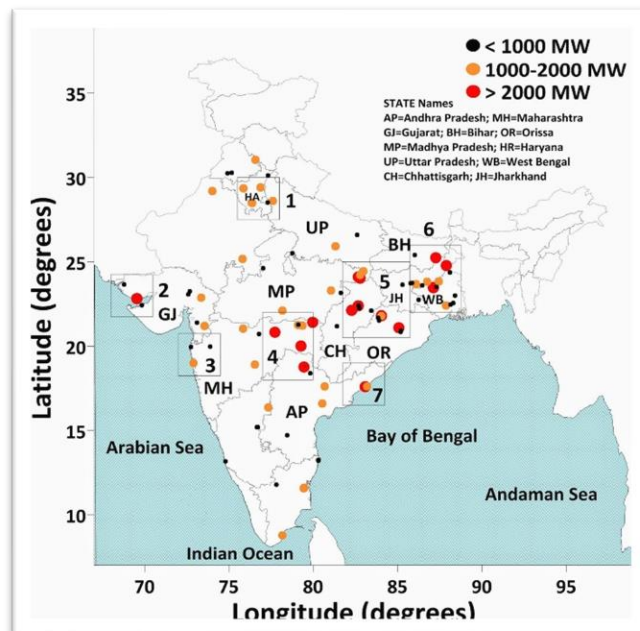 < 1000 MW
1000-2000 MW
> 2000 MW
STATE Names
AP=Andhra Pradesh; MH=Maharashtra
GJ=Gujarat; BH=Bihar; OR=Orissa
MP=Madhya Pradesh; HR=Haryana
UP=Uttar Pradesh; WB=West Bengal
CH=Chhattisgarh; JH=Jharkhand
35
30
25
20
15
10
Latitude (degrees)
HA
1
UP
6
BH
2
GJ
MP
5
JH
WB
3
MH
4
CH
OR
7
AP
Arabian Sea
Bay of Bengal
Andaman Sea
Indian Ocean
70 75 80 85 90 95
Longitude (degrees)